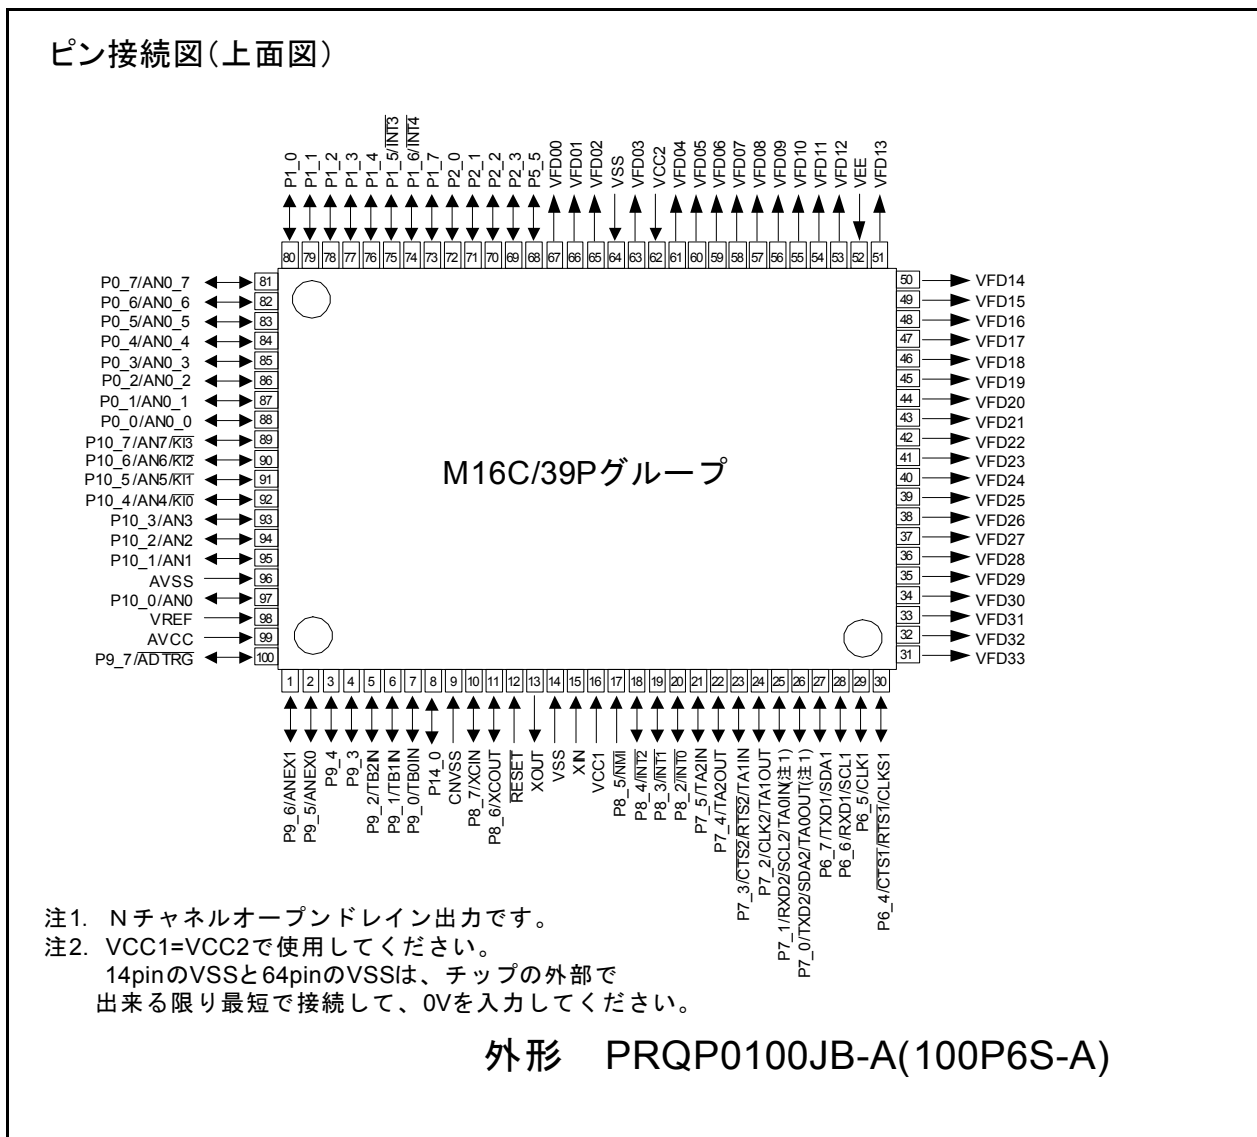 ピン接続図(上面図)
P1_0
P1_1
P1_2
P1_3
P1_4
P1_5/INT3
P1_6/INT4
P1_7
P2_0
P2_1
P2_2
P2_3
P5_5
VFD00
VFD01
VFD02
VSS
VFD03
VCC2
VFD04
VFD05
VFD06
VFD07
VFD08
VFD09
VFD10
VFD11
VFD12
VEE
VFD13
80 79 78 77 76 75 74 73 72 71 70 69 68 67 66 65 64 63 62 61 60 59 58 57 56 55 54 53 52 51
P0_7/AN0_7 81
P0_6/AN0_6 82
P0_5/AN0_5 83
P0_4/AN0_4 84
P0_3/AN0_3 85
P0_2/AN0_2 86
P0_1/AN0_1 87
P0_0/AN0_0 88
P10_7/AN7/KI3 89
P10_6/AN6/KI2 90
P10_5/AN5/KI1 91
P10_4/AN4/KI0 92
P10_3/AN3 93
P10_2/AN2 94
P10_1/AN1 95
AVSS 96
P10_0/AN0 97
VREF 98
AVCC 99
P9_7/ADTRG 100
M16C/39Pグループ
50 VFD14
49 VFD15
48 VFD16
47 VFD17
46 VFD18
45 VFD19
44 VFD20
43 VFD21
42 VFD22
41 VFD23
40 VFD24
39 VFD25
38 VFD26
37 VFD27
36 VFD28
35 VFD29
34 VFD30
33 VFD31
32 VFD32
31 VFD33
1 2 3 4 5 6 7 8 9 10 11 12 13 14 15 16 17 18 19 20 21 22 23 24 25 26 27 28 29 30
P9_6/ANEX1
P9_5/ANEX0
P9_4
P9_3
P9_2/TB2IN
P9_1/TB1IN
P9_0/TB0IN
P14_0
CNVSS
P8_7/XCIN
P8_6/XCOUT
RESET
XOUT
VSS
XIN
VCC1
P8_5/NMI
P8_4/INT2
P8_3/INT1
P8_2/INT0
P7_5/TA2IN
P7_4/TA2OUT
P7_3/CTS2/RTS2/TA1IN
P7_2/CLK2/TA1OUT
P7_1/RXD2/SCL2/TA0IN(注1)
P7_0/TXD2/SDA2/TA0OUT(注1)
P6_7/TXD1/SDA1
P6_6/RXD1/SCL1
P6_5/CLK1
P6_4/CTS1/RTS1/CLKS1
注1. Nチャネルオープンドレイン出力です。
注2. VCC1=VCC2で使用してください。
14pinのVSSと64pinのVSSは、チップの外部で
出来る限り最短で接続して、0Vを入力してください。
外形 PRQP0100JB-A(100P6S-A)